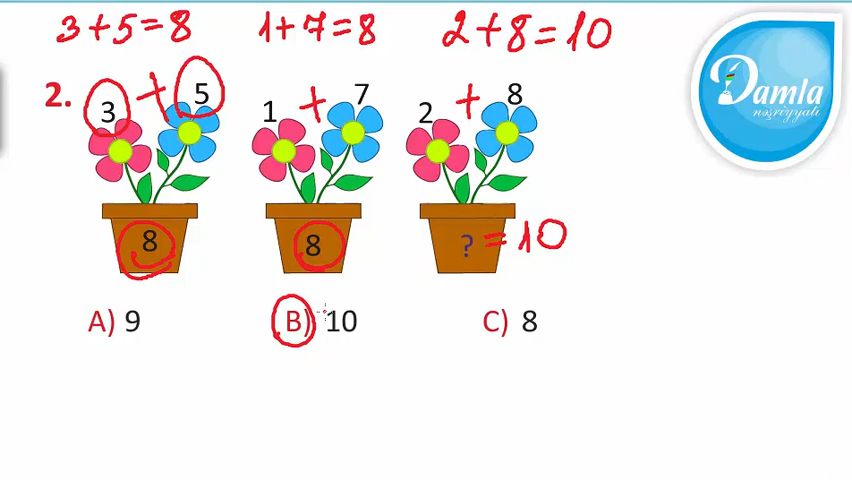 3+5=8 1+7=8 2+8=10
Damla
nəşriyyatı
2. 3 + 5 1 + 7 2 + 8
8 8 ? = 10
A) 9 B) 10 C) 8